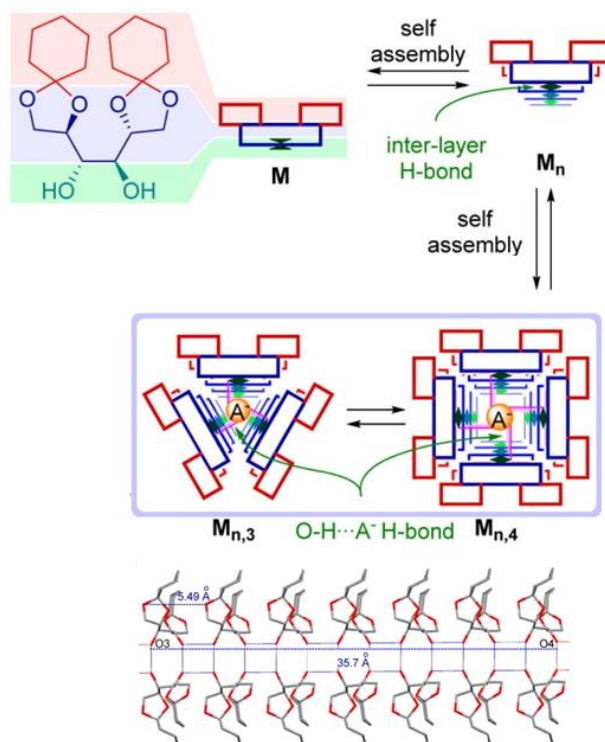 self
assembly
O O O O
HO OH
M
inter-layer
H-bond
Mn
self
assembly
A-
A-
Mn,3
O-H···A- H-bond
Mn,4
5.49 Å
O3
O4
35.7 Å